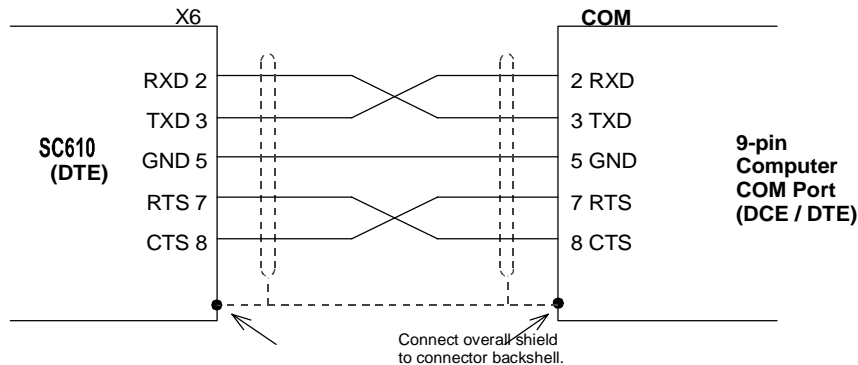 X6
COM
RXD 2
2 RXD
TXD 3
3 TXD
SC610
(DTE)
GND 5
5 GND
9-pin
Computer
COM Port
(DCE / DTE)
RTS 7
7 RTS
CTS 8
8 CTS
Connect overall shield
to connector backshell.